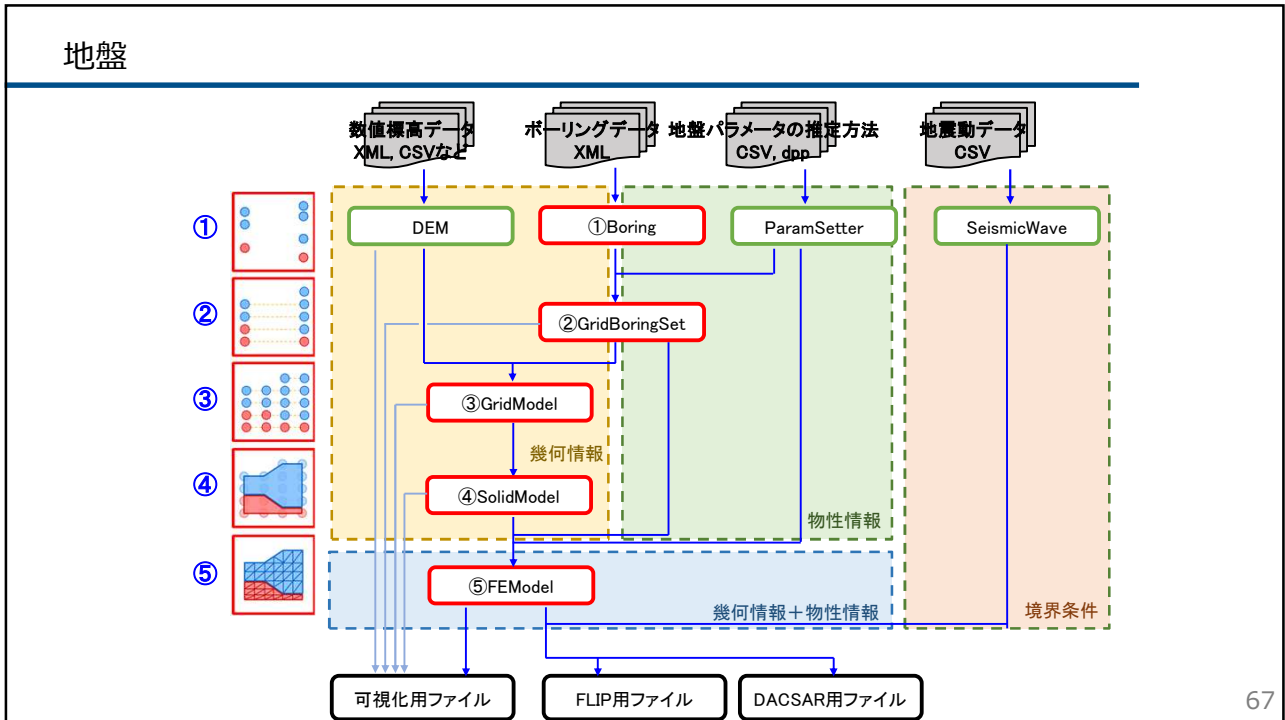 地盤
数値標高データ
XML, CSVなど
ボーリングデータ
XML
地盤パラメータの推定方法
CSV, dpp
地震動データ
CSV
①
DEM
①Boring
ParamSetter
SeismicWave
②
②GridBoringSet
③
③GridModel
幾何情報
④
④SolidModel
物性情報
⑤
⑤FEModel
幾何情報+物性情報
境界条件
可視化用ファイル
FLIP用ファイル
DACSAR用ファイル
67